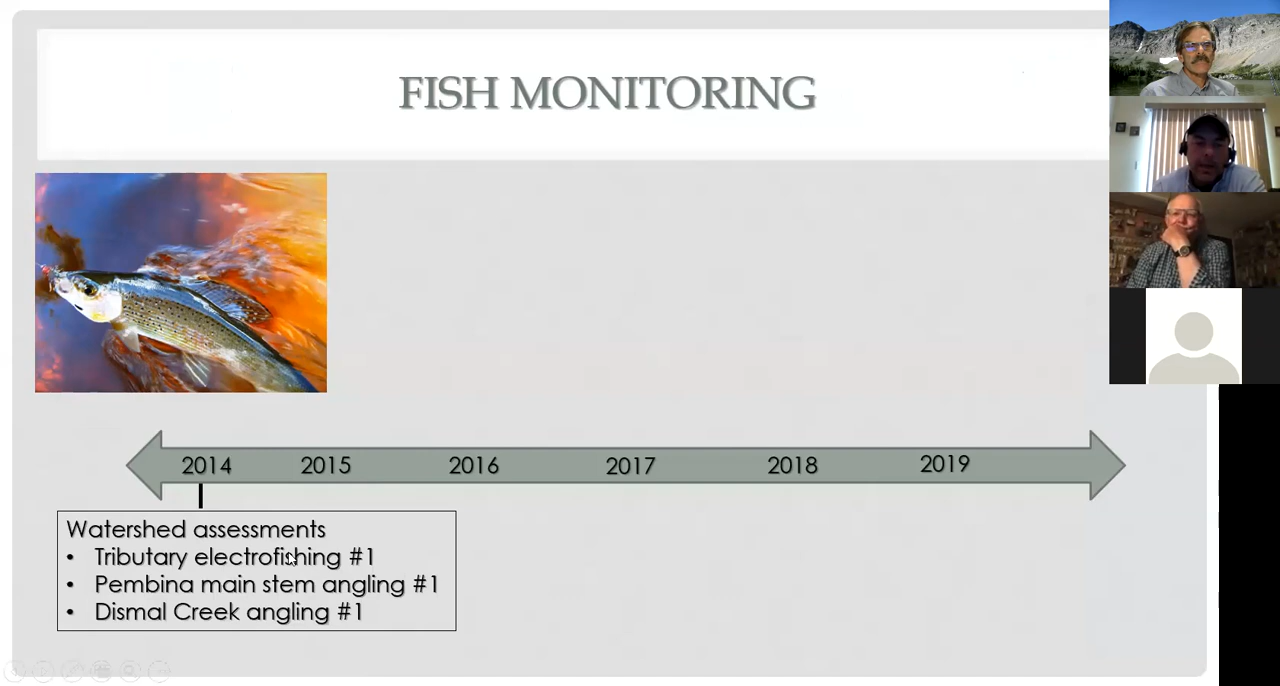 FISH MONITORING
2014 2015 2016 2017 2018 2019
Watershed assessments
• Tributary electrofishing #1
• Pembina main stem angling #1
• Dismal Creek angling #1